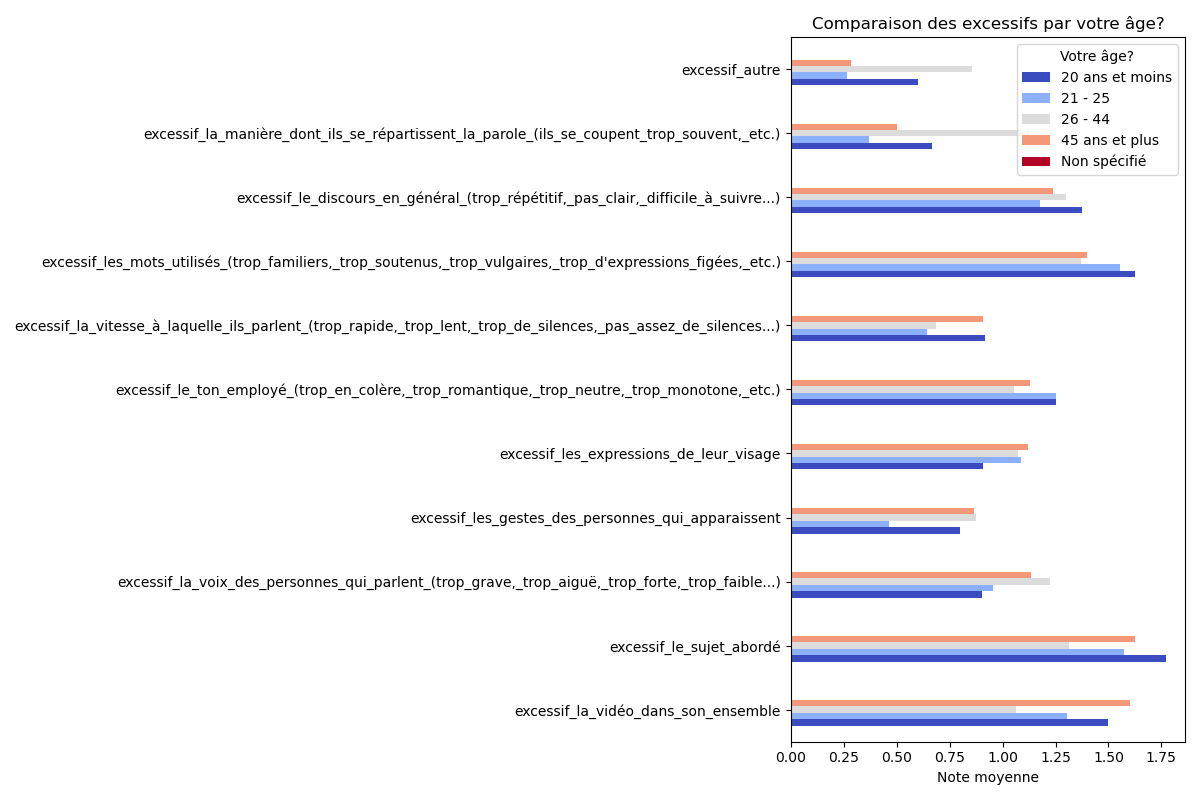 Comparaison des excessifs par votre âge?
Votre âge?
20 ans et moins
21 - 25
26 - 44
45 ans et plus
Non spécifié
excessif_autre
excessif_la_manière_dont_ils_se_répartissent_la_parole_(ils_se_coupent_trop_souvent,_etc.)
excessif_le_discours_en_général_(trop_répétitif,_pas_clair,_difficile_à_suivre...)
excessif_les_mots_utilisés_(trop_familiers,_trop_soutenus,_trop_vulgaires,_trop_d'expressions_figées,_etc.)
excessif_la_vitesse_à_laquelle_ils_parlent_(trop_rapide,_trop_lent,_trop_de_silences,_pas_assez_de_silences...)
excessif_le_ton_employé_(trop_en_colère,_trop_romantique,_trop_neutre,_trop_monotone,_etc.)
excessif_les_expressions_de_leur_visage
excessif_les_gestes_des_personnes_qui_apparaissent
excessif_la_voix_des_personnes_qui_parlent_(trop_grave,_trop_aiguë,_trop_forte,_trop_faible...)
excessif_le_sujet_abordé
excessif_la_vidéo_dans_son_ensemble
0.00 0.25 0.50 0.75 1.00 1.25 1.50 1.75
Note moyenne